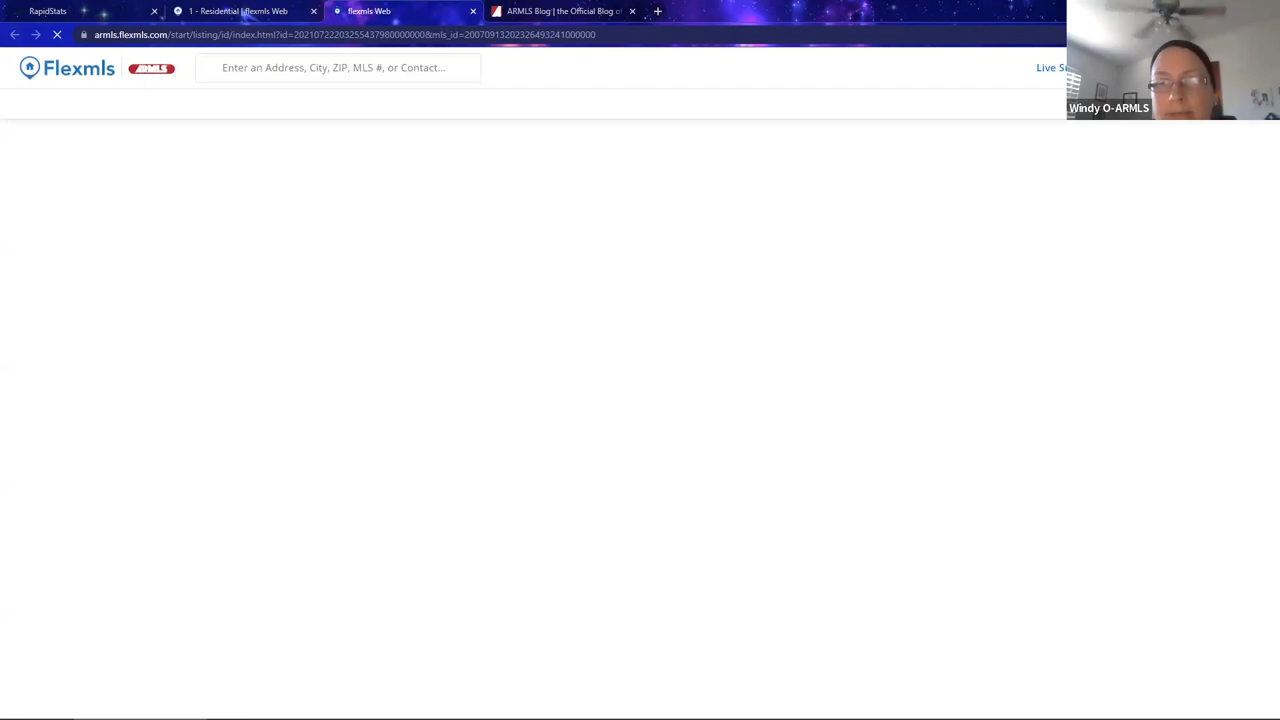 RapidStats
1 - Residential | Flexmls Web
flexmls Web
ARMLS Blog | the Official Blog of
armls.flexmls.com/start/listing/id/index.html?id=20210722203255437980000000&mls_id=20070913202326493241000000
Flexmls
ARMLS
Enter an Address, City, ZIP, MLS #, or Contact...
Live S
Windy O-ARMLS